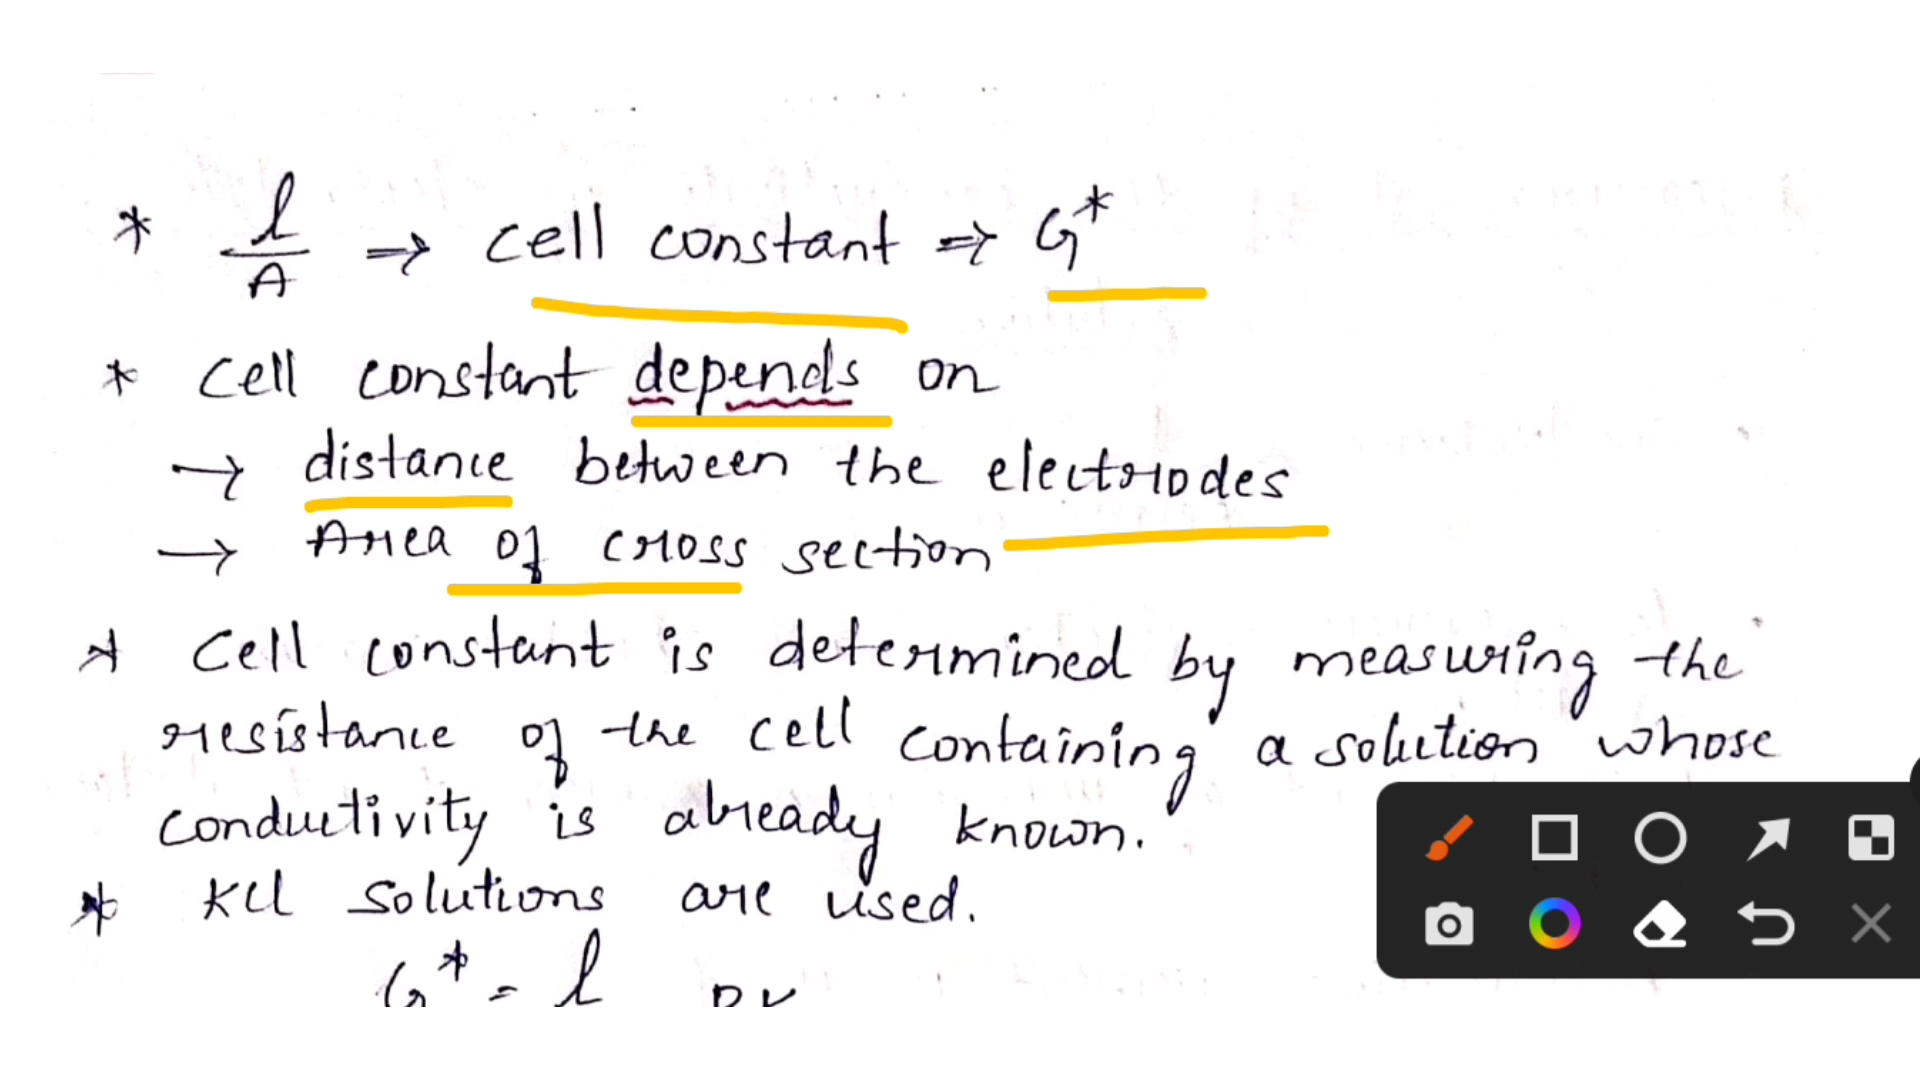 * l/A ⇒ cell constant ⇒ G*
* Cell constant depends on
→ distance between the electrodes
→ Area of cross section
* Cell constant is determined by measuring the
resistance of the cell containing a solution whose
conductivity is already known.
* KCl solutions are used.
G* = l